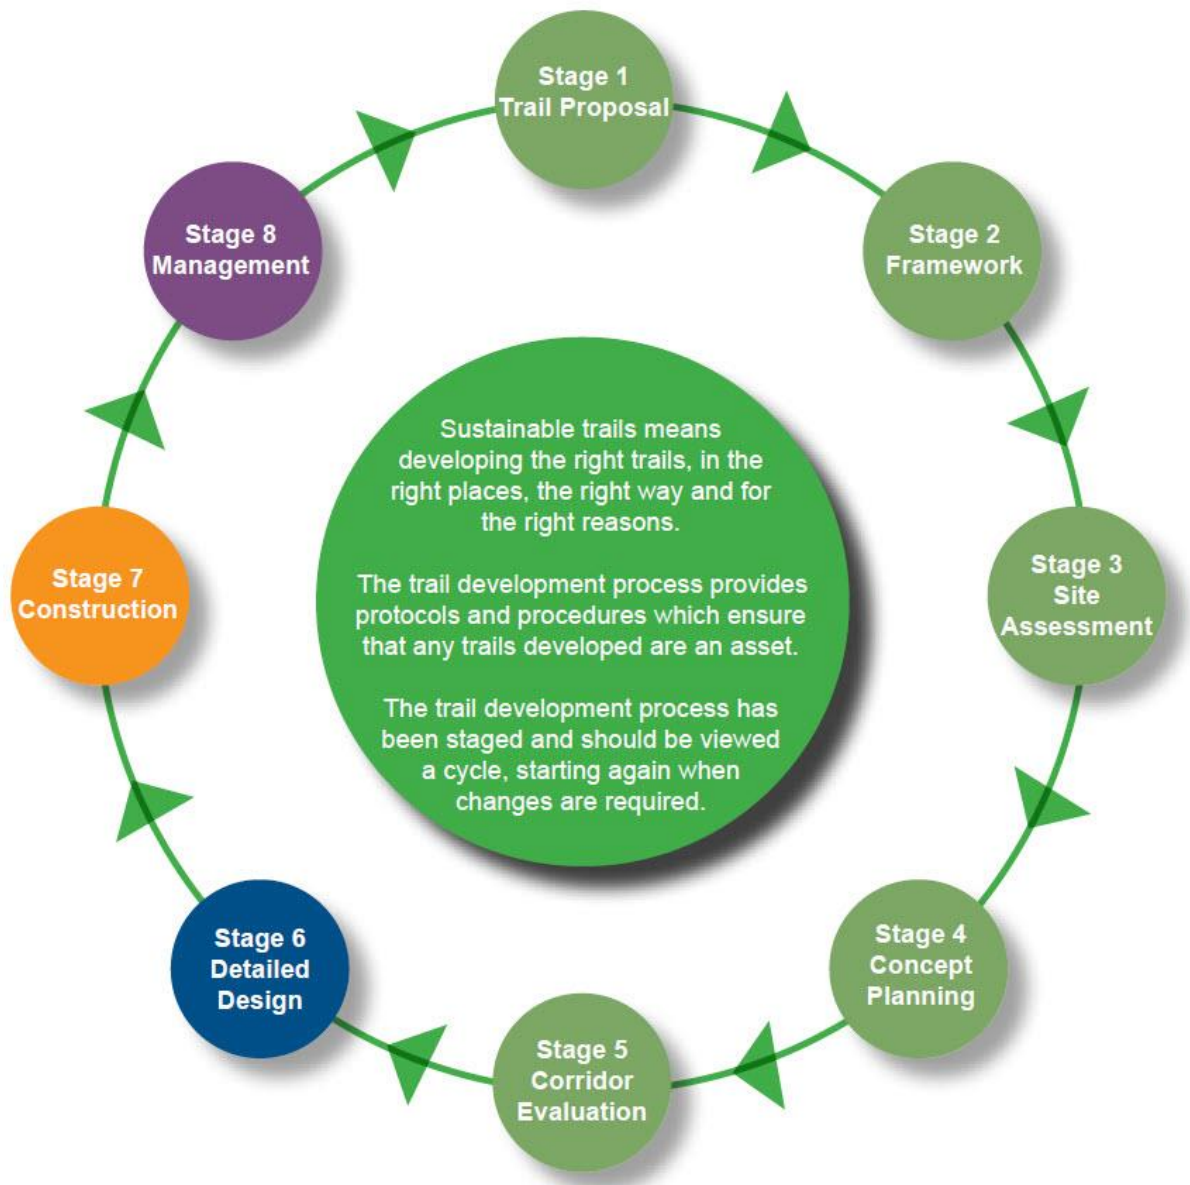 Stage 1
Trail Proposal
Stage 2
Framework
Stage 3
Site
Assessment
Stage 4
Concept
Planning
Stage 5
Corridor
Evaluation
Stage 6
Detailed
Design
Stage 7
Construction
Stage 8
Management
Sustainable trails means
developing the right trails, in the
right places, the right way and for
the right reasons.
The trail development process provides
protocols and procedures which ensure
that any trails developed are an asset.
The trail development process has
been staged and should be viewed
a cycle, starting again when
changes are required.